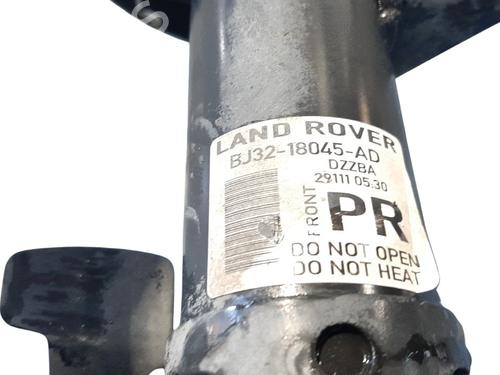 LAND ROVER
BJ32-18045-AD
DZZBA
29111 05:30
FRONT
PR
DO NOT OPEN
DO NOT HEAT